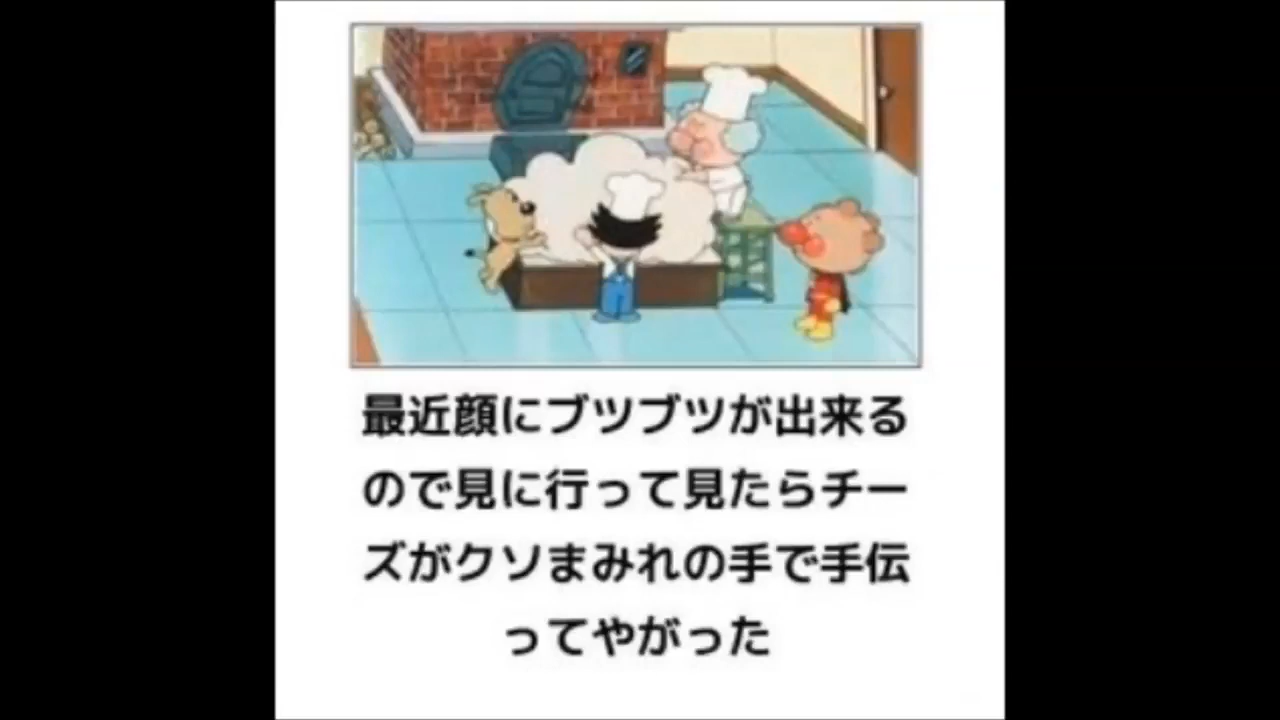 最近顔にブツブツが出来る
ので見に行って見たらチー
ズがクソまみれの手で手伝
ってやがった